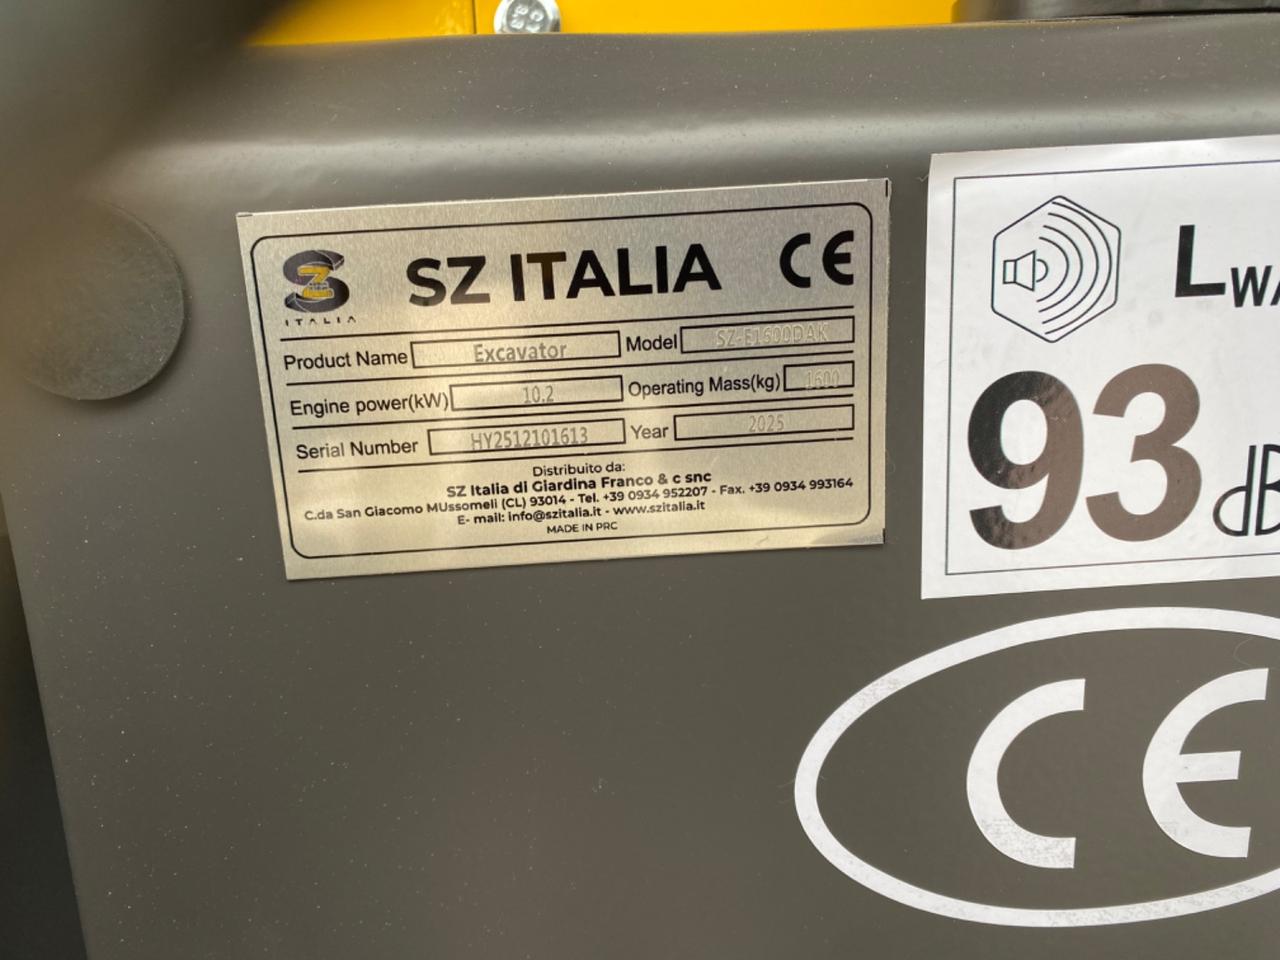 SZ
ITALIA
SZ ITALIA CE
Product Name Excavator Model SZ-E1600DAK
Engine power(kW) 10.2 Operating Mass(kg) 1600
Serial Number HY2512101613 Year 2025
Distribuito da:
SZ Italia di Giardina Franco & c snc
C.da San Giacomo MUssomeli (CL) 93014 - Tel. +39 0934 952207 - Fax. +39 0934 993164
E- mail: info@szitalia.it - www.szitalia.it
MADE IN PRC
LWA
93 dB
CE